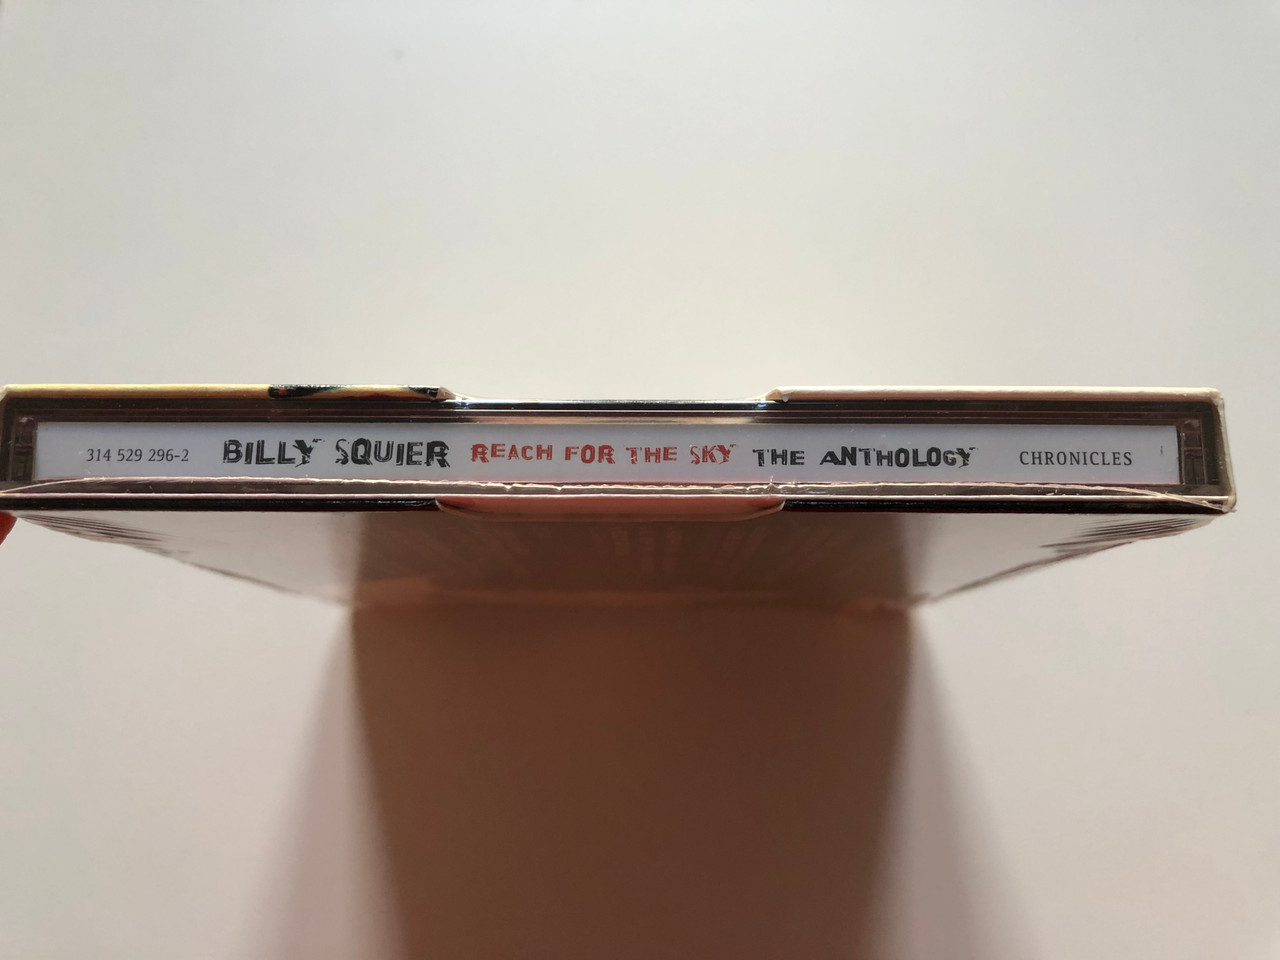 314 529 296-2 BILLY SQUIER REACH FOR THE SKY THE ANTHOLOGY CHRONICLES